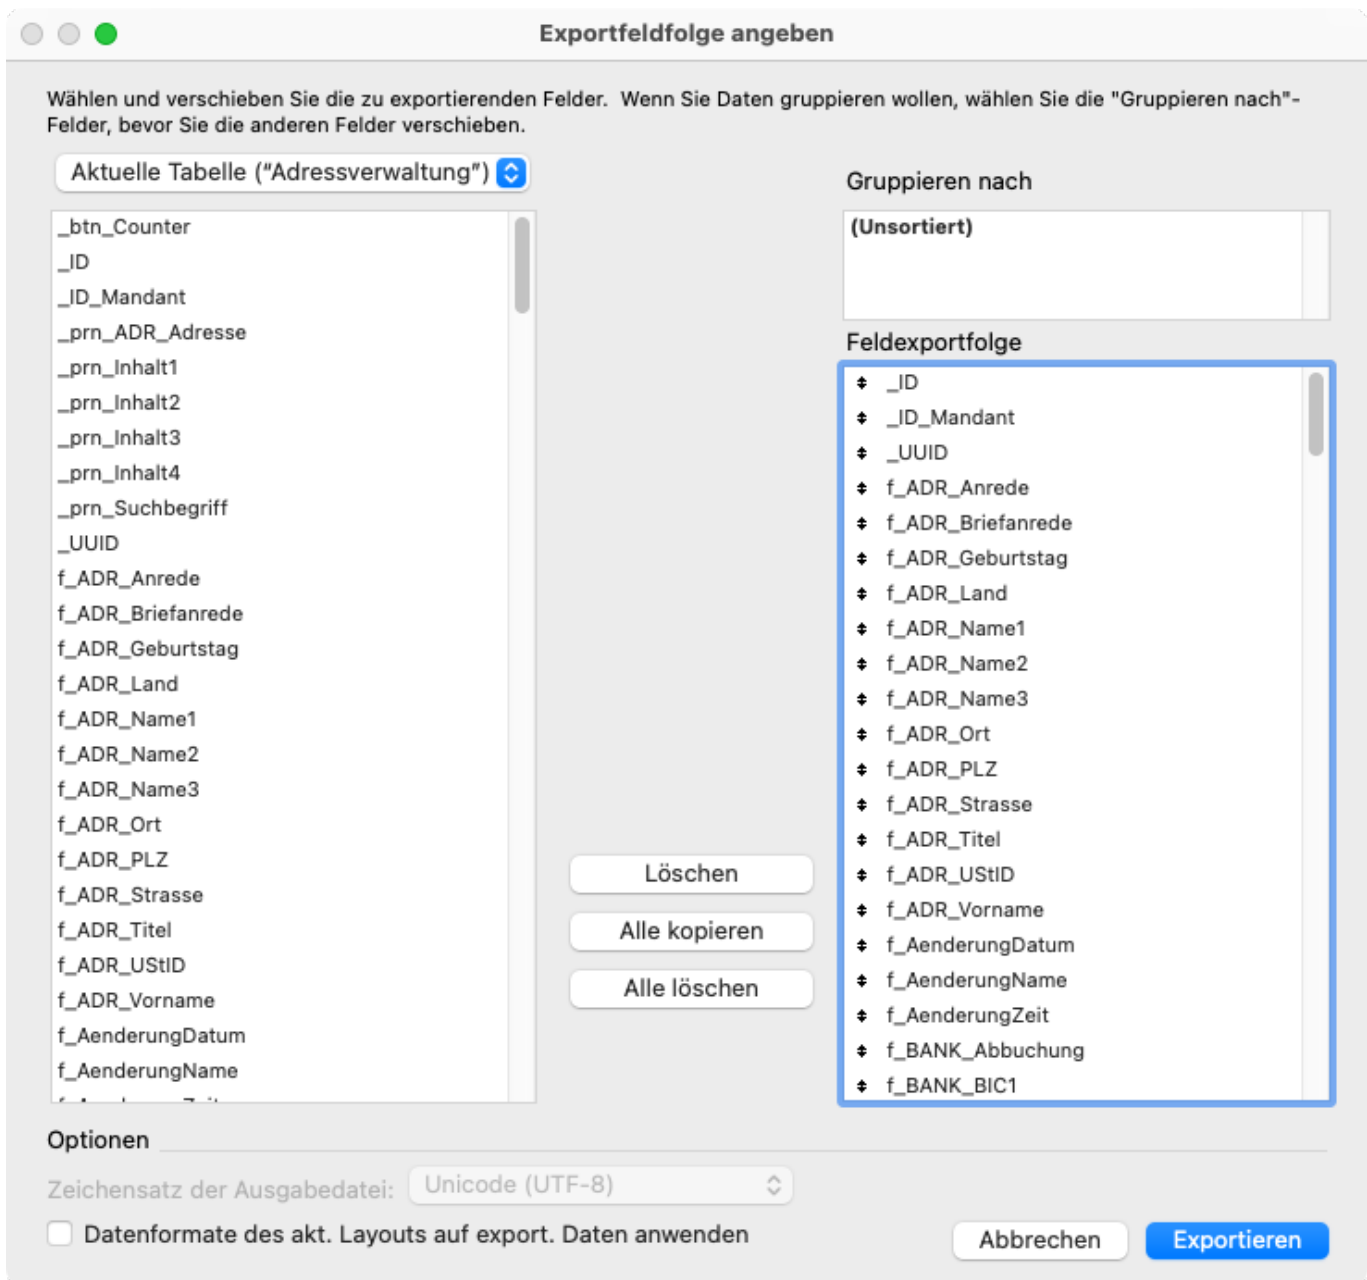 Exportfeldfolge angeben
Wählen und verschieben Sie die zu exportierenden Felder.  Wenn Sie Daten gruppieren wollen, wählen Sie die "Gruppieren nach"-
Felder, bevor Sie die anderen Felder verschieben.
Aktuelle Tabelle (“Adressverwaltung”)
_btn_Counter
_ID
_ID_Mandant
_prn_ADR_Adresse
_prn_Inhalt1
_prn_Inhalt2
_prn_Inhalt3
_prn_Inhalt4
_prn_Suchbegriff
_UUID
f_ADR_Anrede
f_ADR_Briefanrede
f_ADR_Geburtstag
f_ADR_Land
f_ADR_Name1
f_ADR_Name2
f_ADR_Name3
f_ADR_Ort
f_ADR_PLZ
f_ADR_Strasse
f_ADR_Titel
f_ADR_UStID
f_ADR_Vorname
f_AenderungDatum
f_AenderungName
Löschen
Alle kopieren
Alle löschen
Gruppieren nach
(Unsortiert)
Feldexportfolge
_ID
_ID_Mandant
_UUID
f_ADR_Anrede
f_ADR_Briefanrede
f_ADR_Geburtstag
f_ADR_Land
f_ADR_Name1
f_ADR_Name2
f_ADR_Name3
f_ADR_Ort
f_ADR_PLZ
f_ADR_Strasse
f_ADR_Titel
f_ADR_UStID
f_ADR_Vorname
f_AenderungDatum
f_AenderungName
f_AenderungZeit
f_BANK_Abbuchung
f_BANK_BIC1
Optionen
Zeichensatz der Ausgabedatei: Unicode (UTF-8)
Datenformate des akt. Layouts auf export. Daten anwenden
Abbrechen
Exportieren